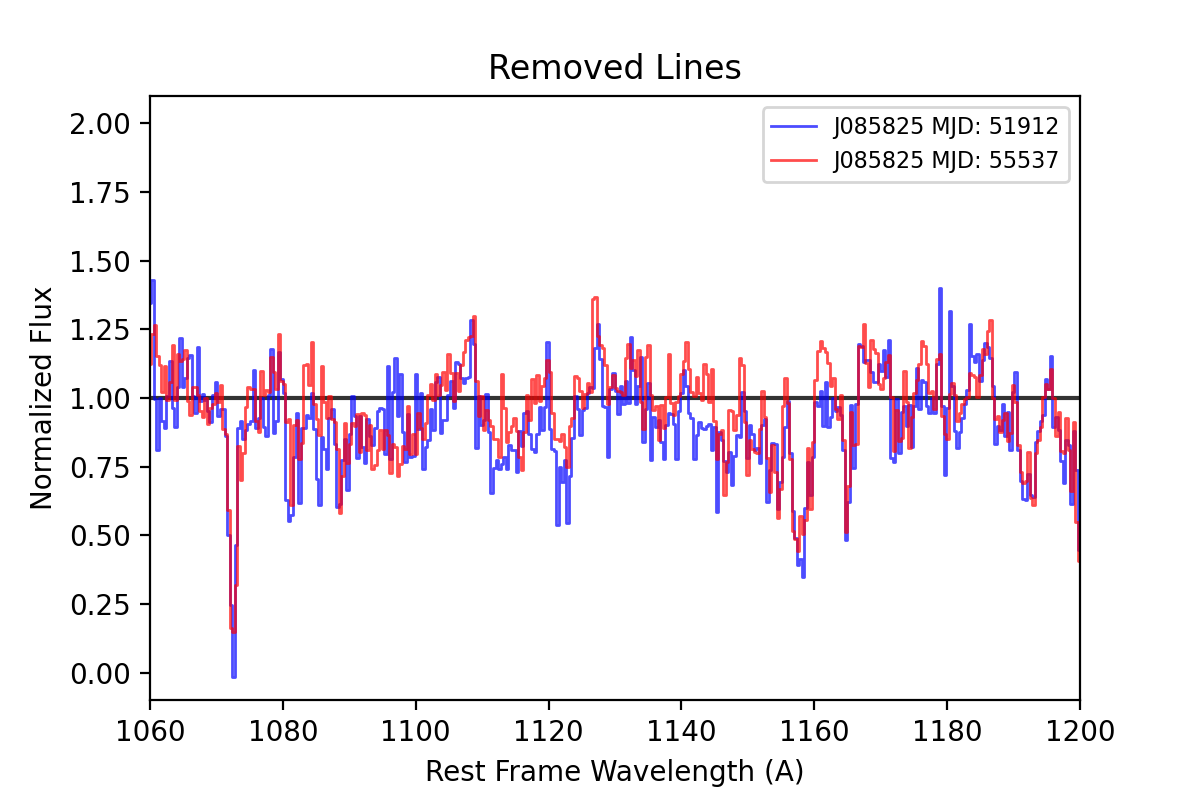 Removed Lines
J085825 MJD: 51912
J085825 MJD: 55537
Normalized Flux
2.00
1.75
1.50
1.25
1.00
0.75
0.50
0.25
0.00
1060 1080 1100 1120 1140 1160 1180 1200
Rest Frame Wavelength (A)